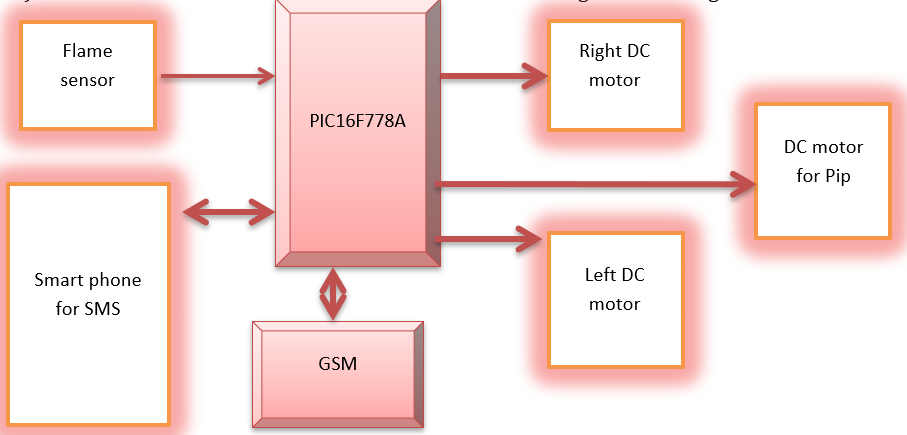 Flame
sensor
PIC16F778A
Right DC
motor
DC motor
for Pip
Smart phone
for SMS
Left DC
motor
GSM